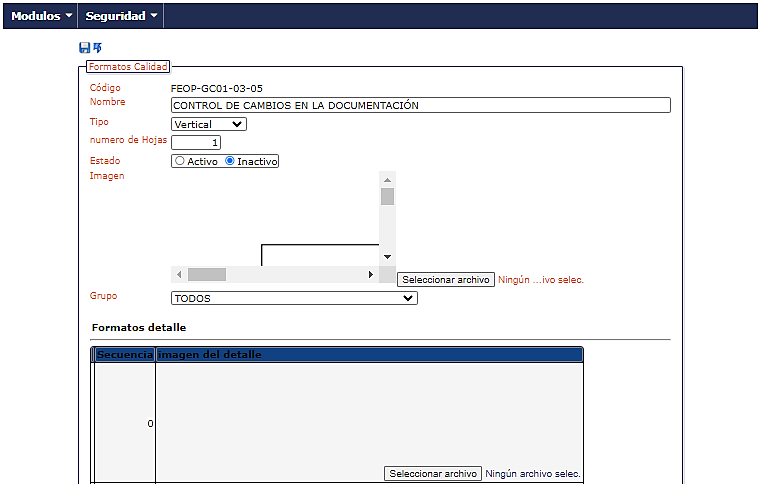 Modulos Seguridad
Formatos Calidad
Código FEOP-GC01-03-05
Nombre CONTROL DE CAMBIOS EN LA DOCUMENTACIÓN
Tipo Vertical
numero de Hojas 1
Estado Activo Inactivo
Imagen
Seleccionar archivo Ningún ...ivo selec.
Grupo TODOS
Formatos detalle
Secuencia imagen del detalle
0
Seleccionar archivo Ningún archivo selec.